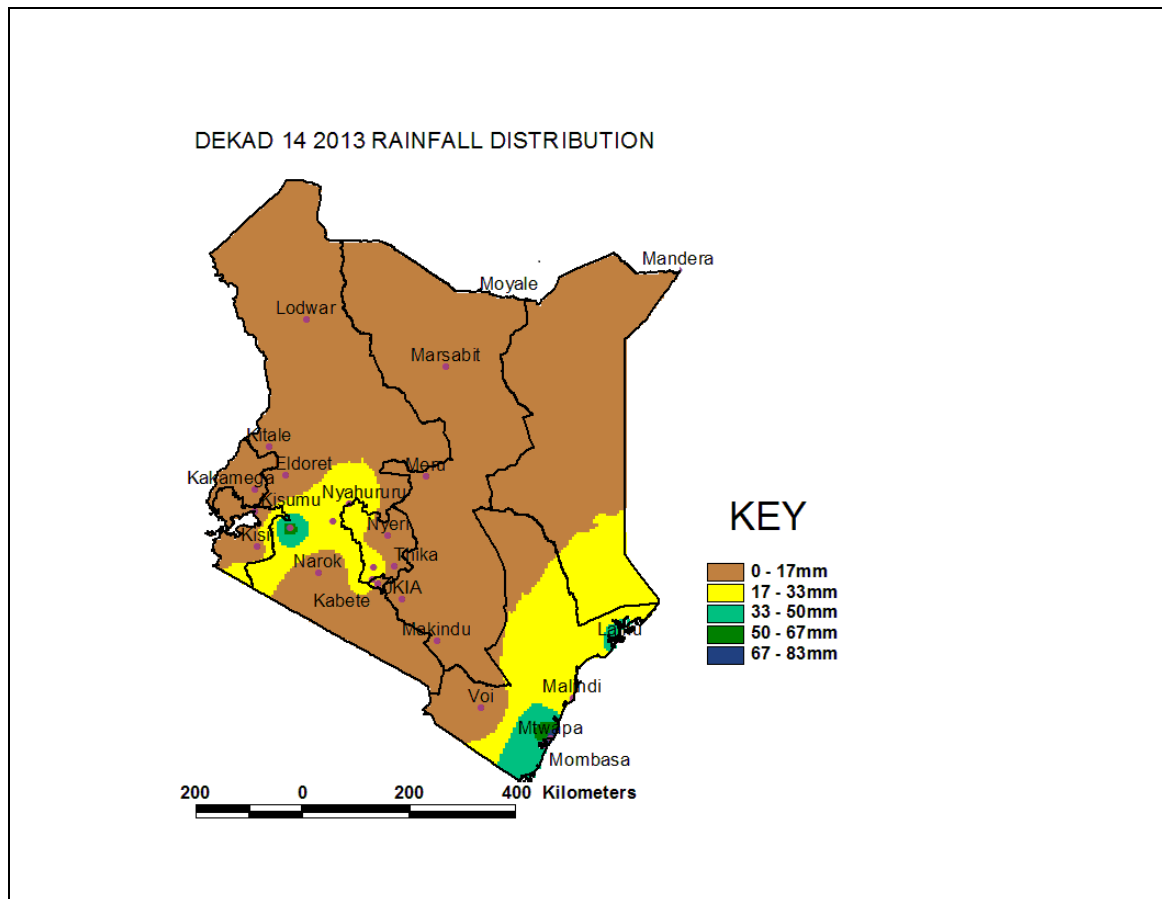 DEKAD 14 2013 RAINFALL DISTRIBUTION
Mandera
Moyale
Lodwar
Marsabit
Kitale
Eldoret
Meru
Kakamega
Nyahururu
Kisumu
Nyeri
Kisi
Narok
Thika
JKIA
Kabete
Makindu
Lamu
Voi
Malindi
Mtwapa
Mombasa
KEY
0 - 17mm
17 - 33mm
33 - 50mm
50 - 67mm
67 - 83mm
200 0 200 400 Kilometers